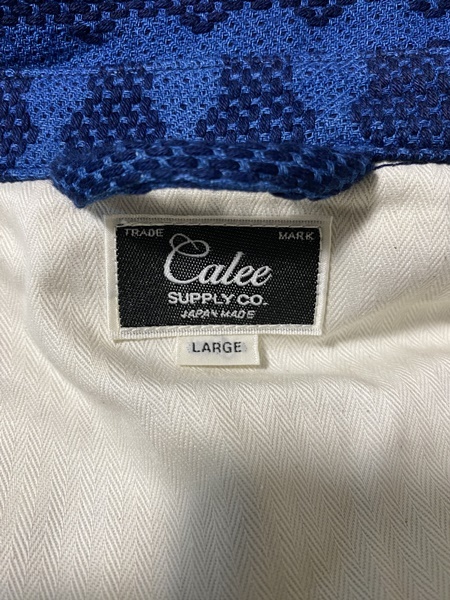 TRADE MARK
Calee
SUPPLY CO.
JAPAN MADE
LARGE